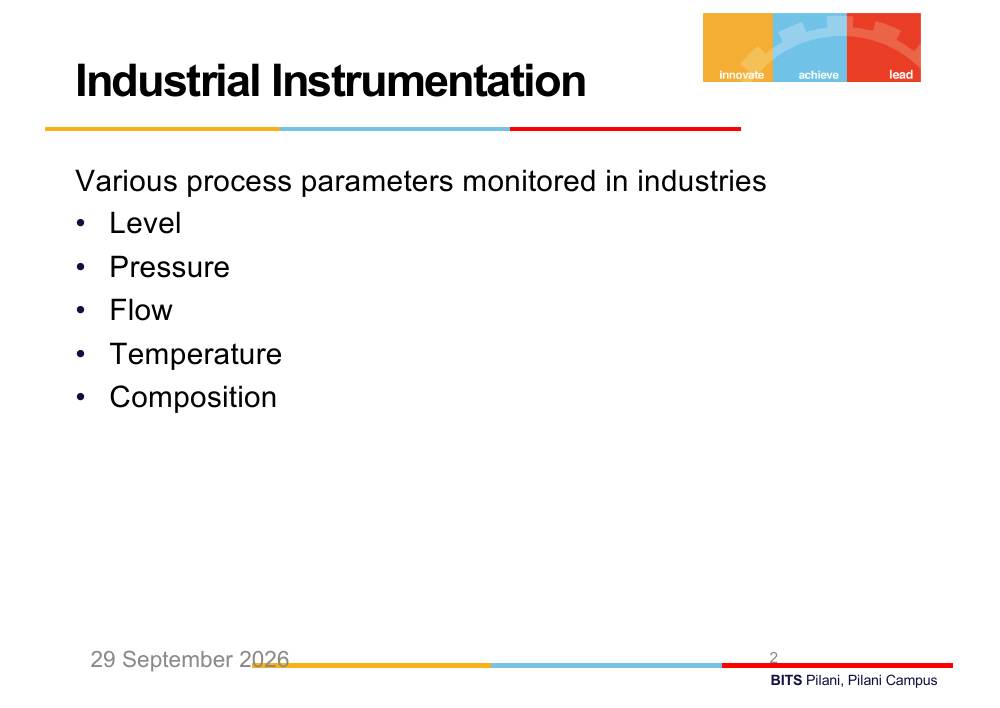 innovate achieve lead
Industrial Instrumentation
Various process parameters monitored in industries
• Level
• Pressure
• Flow
• Temperature
• Composition
29 September 2026
2
BITS Pilani, Pilani Campus